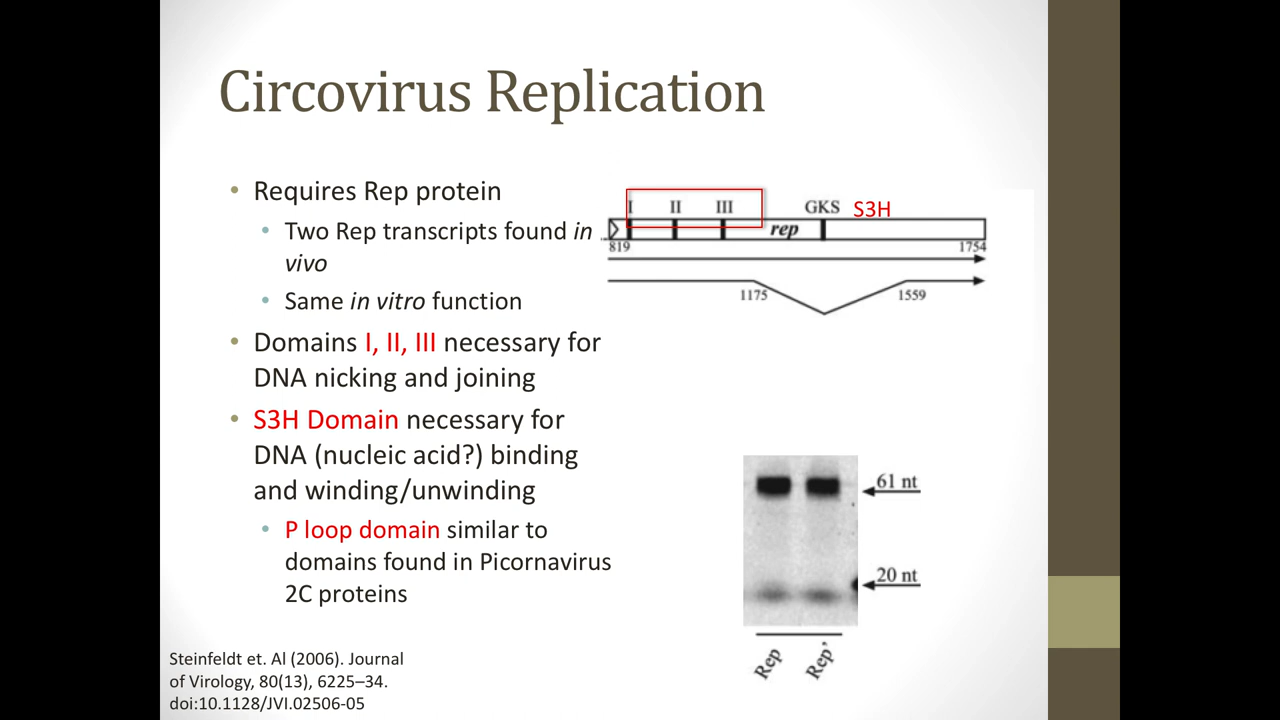 Circovirus Replication
• Requires Rep protein
• Two Rep transcripts found in
vivo
• Same in vitro function
• Domains I, II, III necessary for
DNA nicking and joining
• S3H Domain necessary for
DNA (nucleic acid?) binding
and winding/unwinding
• P loop domain similar to
domains found in Picornavirus
2C proteins
I II III GKS S3H
rep
819 1754
1175 1559
61 nt
20 nt
Rep Rep'
Steinfeldt et. Al (2006). Journal
of Virology, 80(13), 6225–34.
doi:10.1128/JVI.02506-05